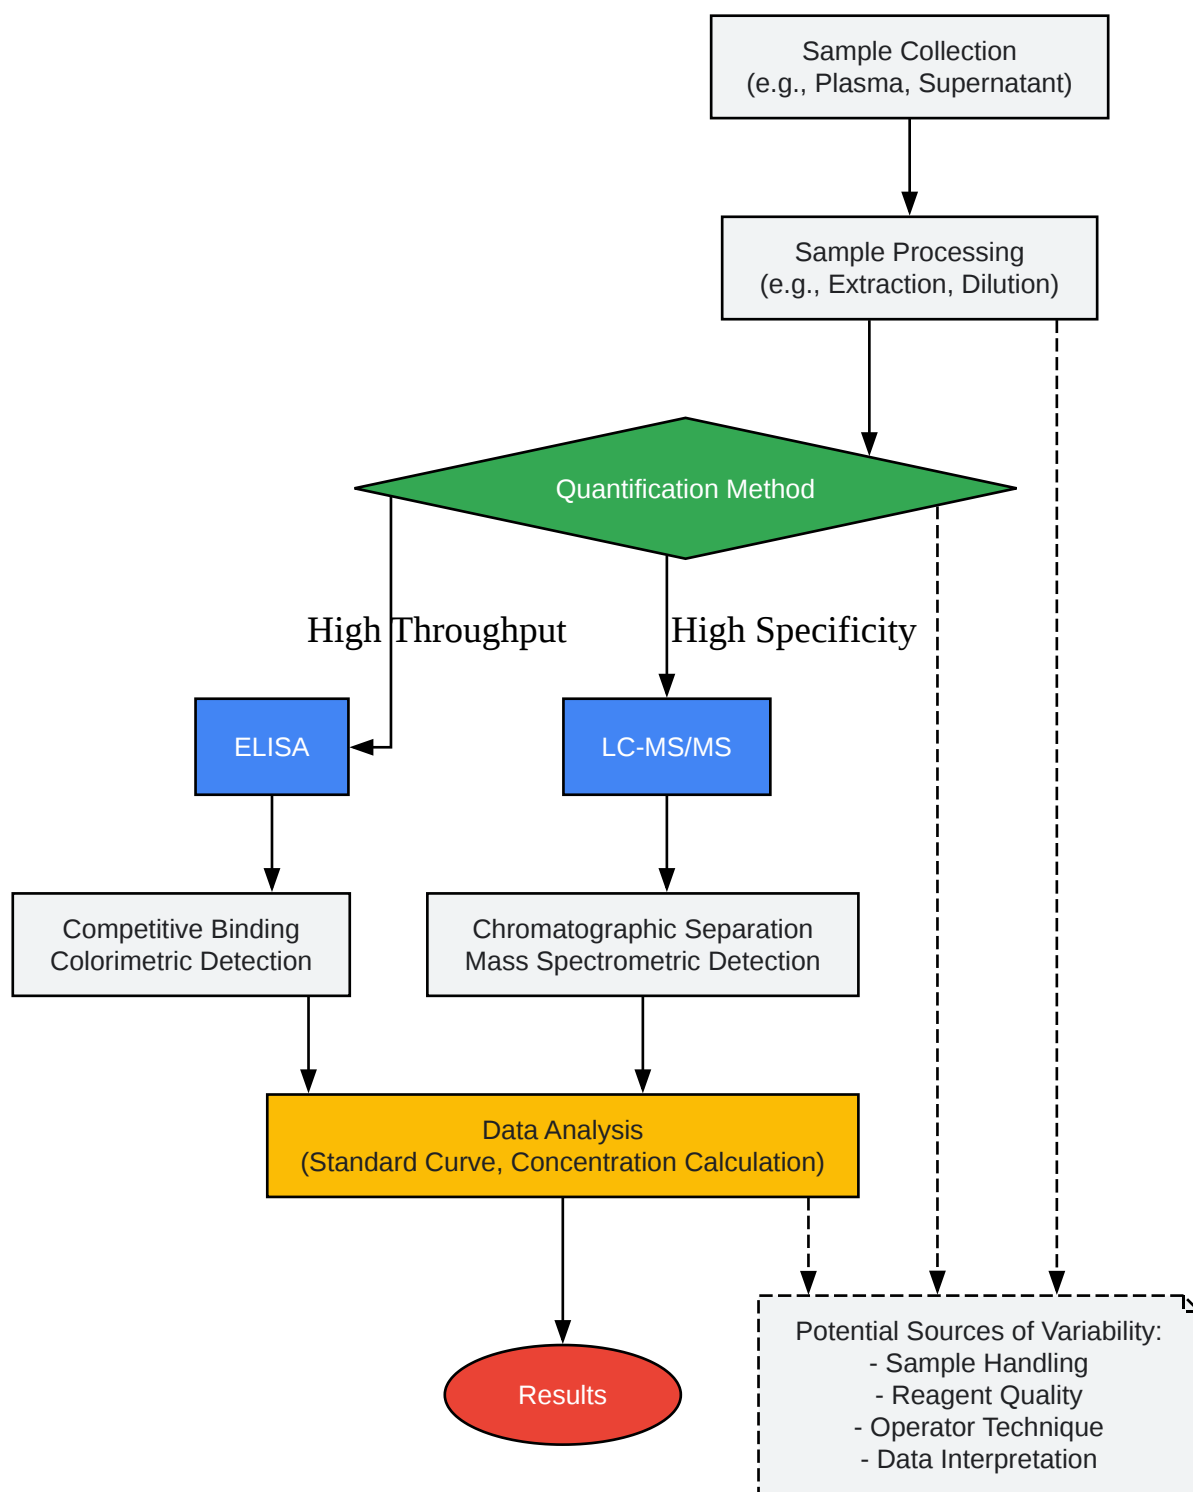 Sample Collection
(e.g., Plasma, Supernatant)
Sample Processing
(e.g., Extraction, Dilution)
Quantification Method
High Throughput
High Specificity
ELISA
LC-MS/MS
Competitive Binding
Colorimetric Detection
Chromatographic Separation
Mass Spectrometric Detection
Data Analysis
(Standard Curve, Concentration Calculation)
Results
Potential Sources of Variability:
- Sample Handling
- Reagent Quality
- Operator Technique
- Data Interpretation